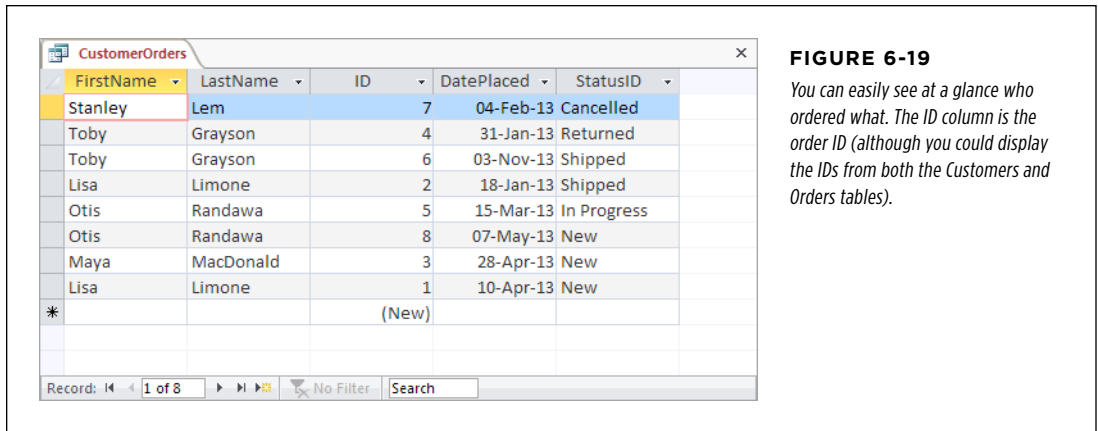 CustomerOrders
FirstName LastName ID DatePlaced StatusID
Stanley Lem 7 04-Feb-13 Cancelled
Toby Grayson 4 31-Jan-13 Returned
Toby Grayson 6 03-Nov-13 Shipped
Lisa Limone 2 18-Jan-13 Shipped
Otis Randawa 5 15-Mar-13 In Progress
Otis Randawa 8 07-May-13 New
Maya MacDonald 3 28-Apr-13 New
Lisa Limone 1 10-Apr-13 New
(New)
Record: 1 of 8 No Filter Search
FIGURE 6-19
You can easily see at a glance who
ordered what. The ID column is the
order ID (although you could display
the IDs from both the Customers and
Orders tables).